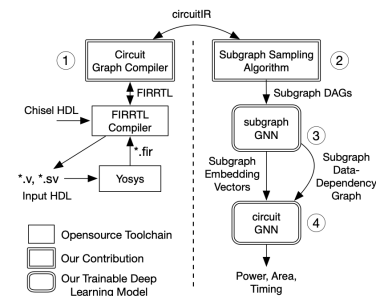 circuitIR
1
Circuit
Graph Compiler
FIRRTL
Chisel HDL
FIRRTL
Compiler
*.fir
*.v, *.sv
Input HDL
Yosys
Opensource Toolchain
Our Contribution
Our Trainable Deep
Learning Model
Subgraph Sampling
Algorithm
2
Subgraph DAGs
subgraph
GNN
3
Subgraph
Embedding
Vectors
Subgraph
Data-
Dependency
Graph
circuit
GNN
4
Power, Area,
Timing